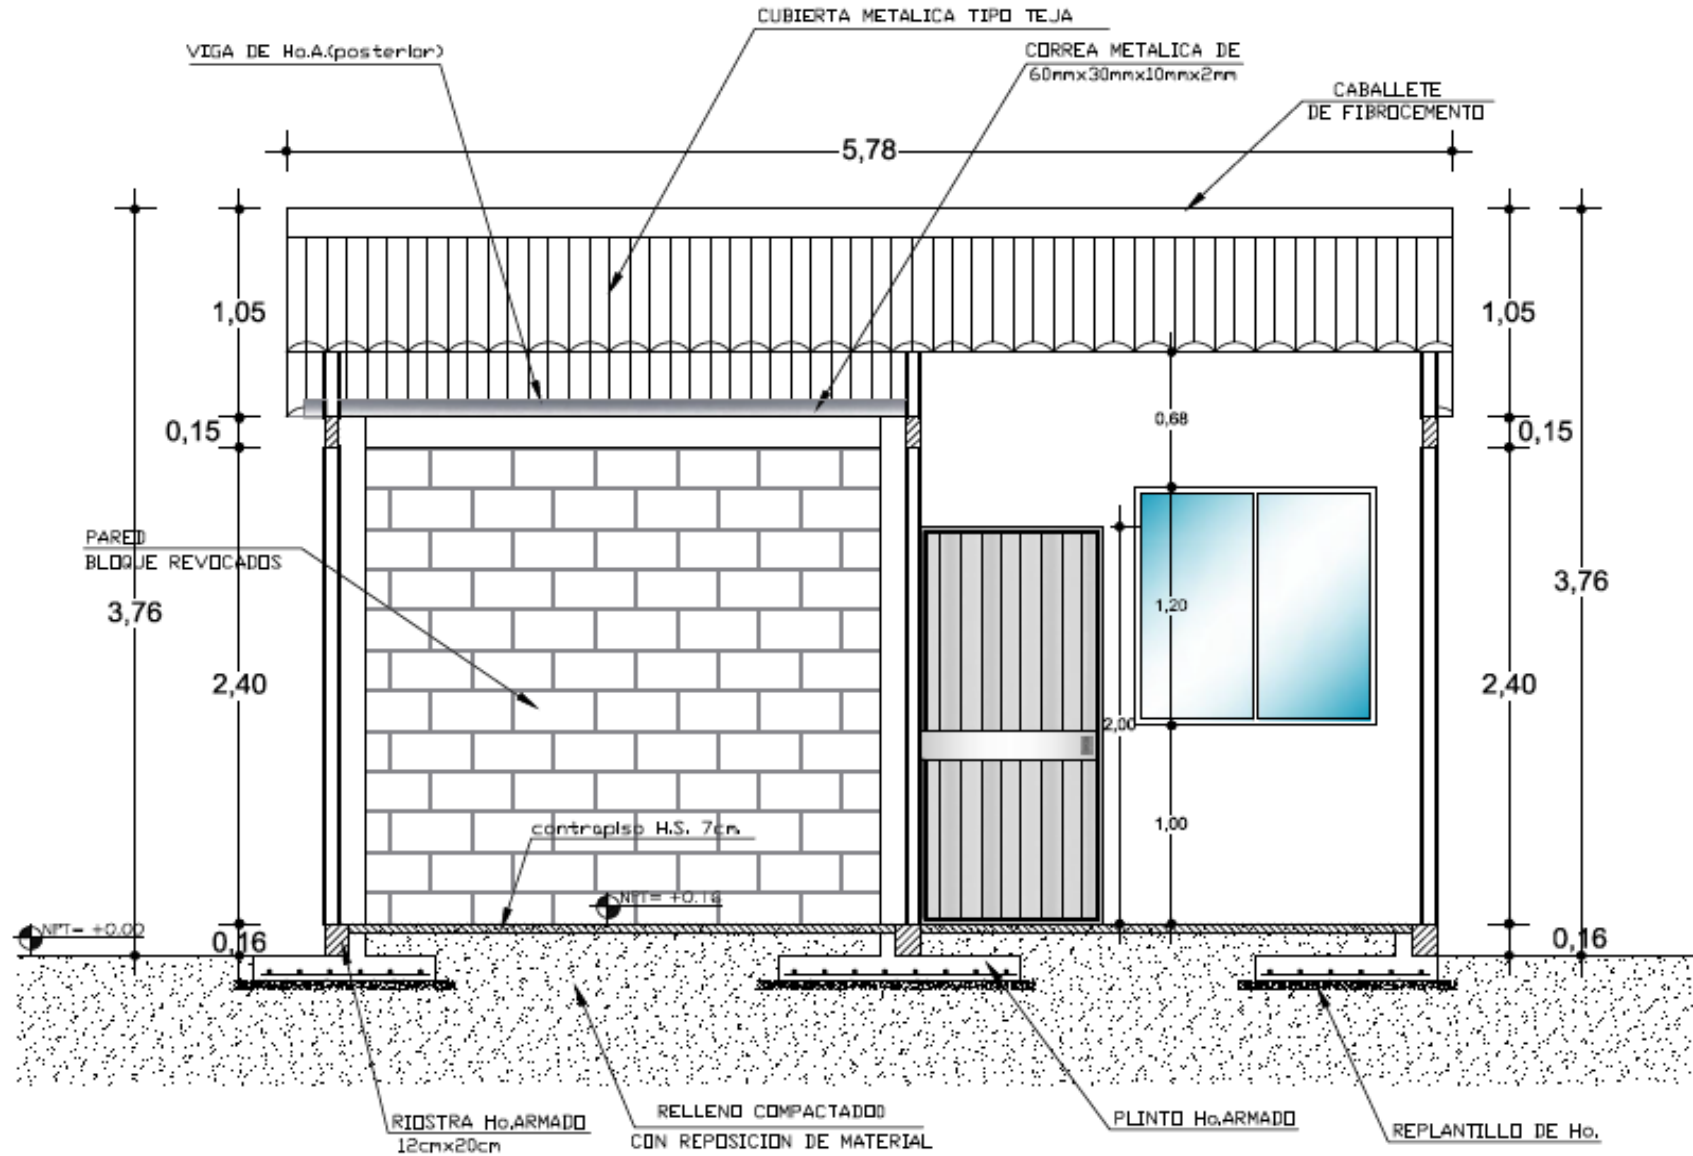 CUBIERTA METALICA TIPO TEJA
VIGA DE Ho.A.(posterior)
CORREA METALICA DE
60mmx30mmx10mmx2mm
CABALLETE
DE FIBROCEMENTO
5,78
1,05
1,05
0,15
0,68
0,15
PARED
BLOQUE REVOCADOS
3,76
1,20
3,76
2,40
2,40
2,00
1,00
contrapiso H.S. 7cm.
NPT= +0.16
NPT= +0.00
0,16
0,16
RIOSTRA Ho.ARMADO
12cmx20cm
RELLENO COMPACTADO
CON REPOSICION DE MATERIAL
PLINTO Ho.ARMADO
REPLANTILLO DE Ho.